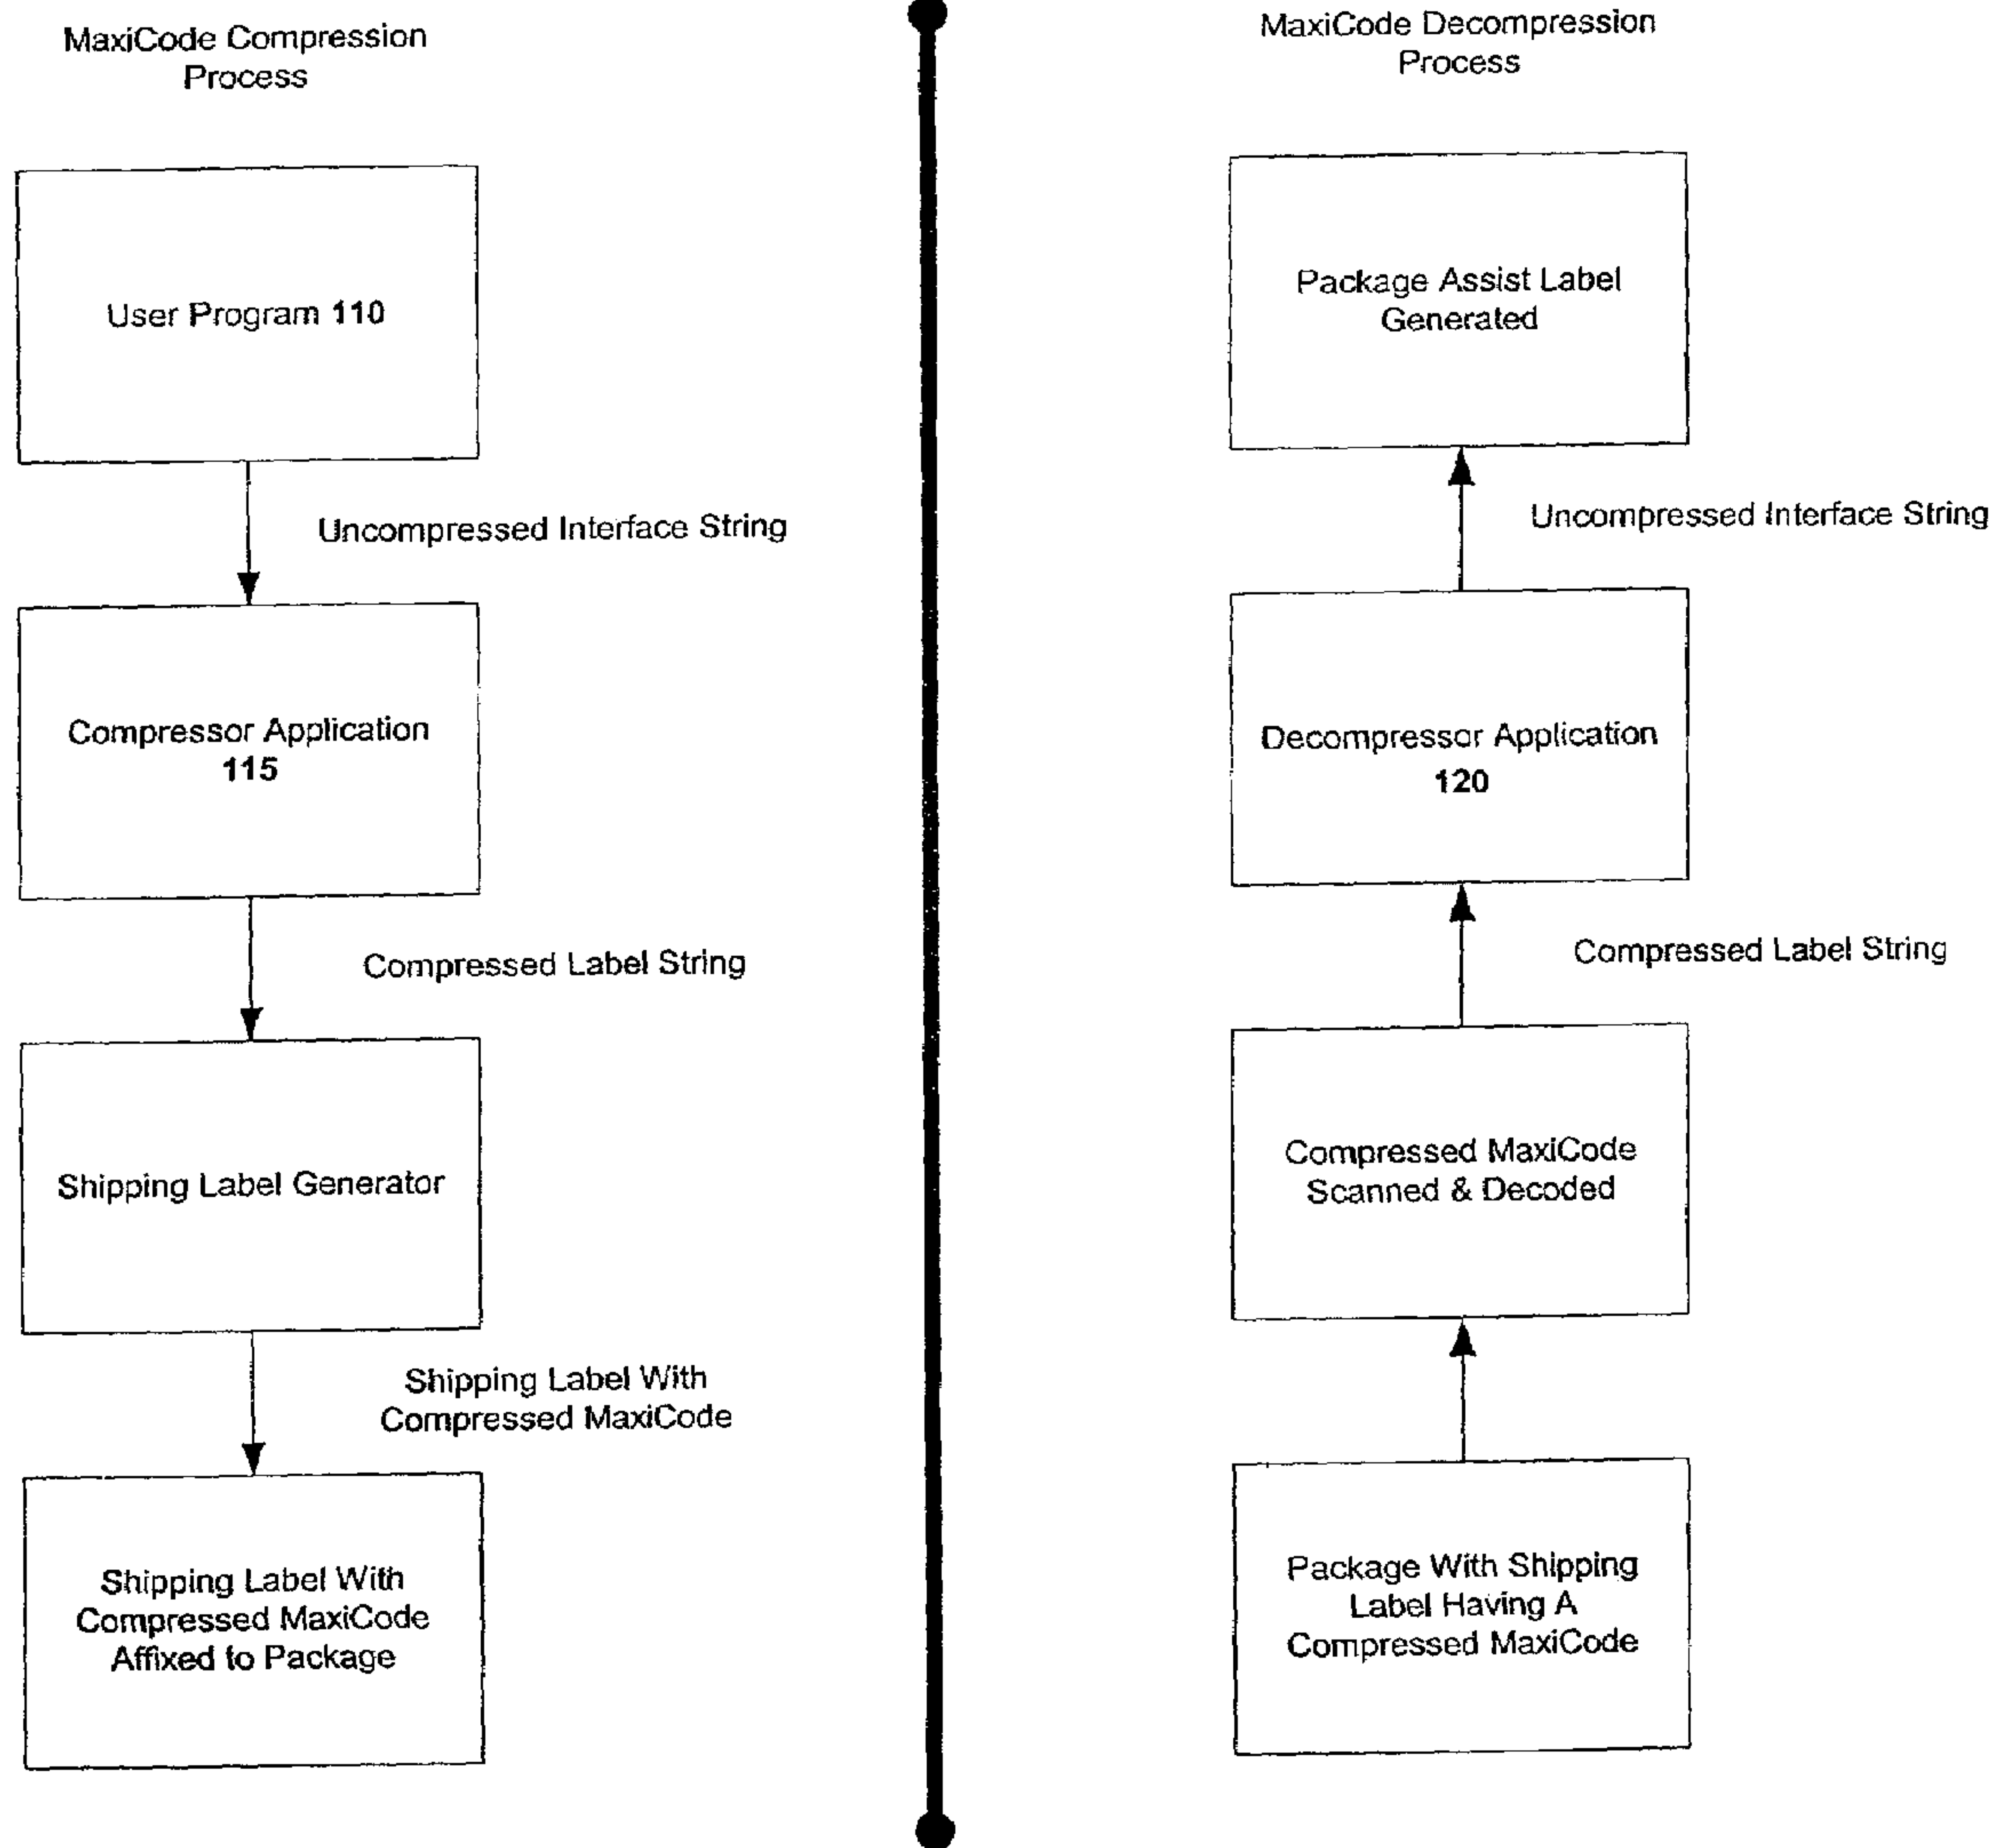 MaxiCode Compression
Process
User Program 110
Uncompressed Interface String
Compressor Application
115
Compressed Label String
Shipping Label Generator
Shipping Label With
Compressed MaxiCode
Shipping Label With
Compressed MaxiCode
Affixed to Package
MaxiCode Decompression
Process
Package Assist Label
Generated
Uncompressed Interface String
Decompressor Application
120
Compressed Label String
Compressed MaxiCode
Scanned & Decoded
Package With Shipping
Label Having A
Compressed MaxiCode